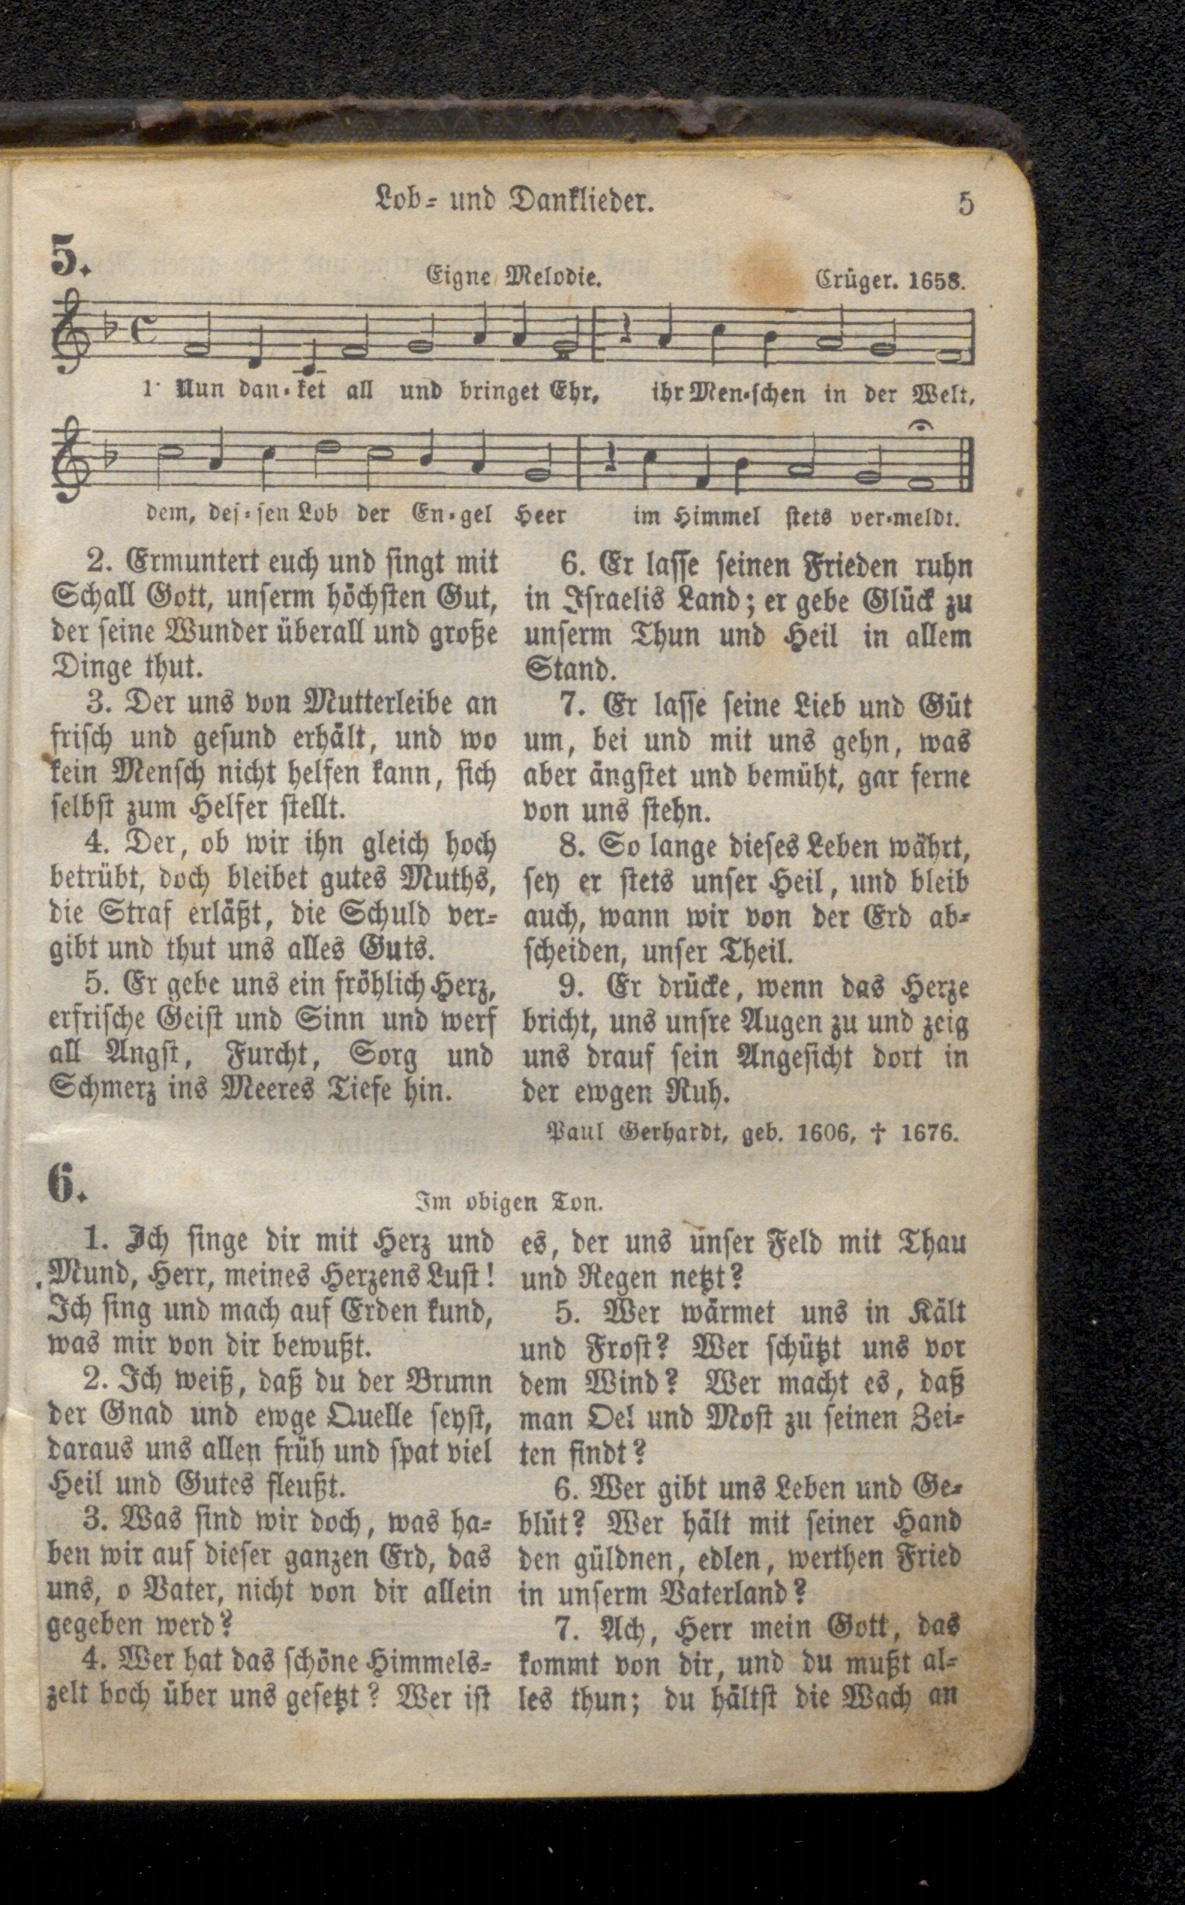 Lob- und Danklieder. 5
5.
Eigne Melodie. Crüger. 1658.
1. Nun dan-ket all und bringet Ehr, ihr Men-schen in der Welt,
dem, des-sen Lob der En-gel Heer im Himmel stets ver-meldt.
2. Ermuntert euch und singt mit
Schall Gott, unserm höchsten Gut,
der seine Wunder überall und große
Dinge thut.
3. Der uns von Mutterleibe an
frisch und gesund erhält, und wo
kein Mensch nicht helfen kann, sich
selbst zum Helfer stellt.
4. Der, ob wir ihn gleich hoch
betrübt, doch bleibet gutes Muths,
die Straf erläßt, die Schuld ver-
gibt und thut uns alles Guts.
5. Er gebe uns ein fröhlich Herz,
erfrische Geist und Sinn und werf
all Angst, Furcht, Sorg und
Schmerz ins Meeres Tiefe hin.
6. Er lasse seinen Frieden ruhn
in Israelis Land; er gebe Glück zu
unserm Thun und Heil in allem
Stand.
7. Er lasse seine Lieb und Güt
um, bei und mit uns gehn, was
aber ängstet und bemüht, gar ferne
von uns stehn.
8. So lange dieses Leben währt,
sey er stets unser Heil, und bleib
auch, wann wir von der Erd ab-
scheiden, unser Theil.
9. Er drücke, wenn das Herze
bricht, uns unsre Augen zu und zeig
uns drauf sein Angesicht dort in
der ewgen Ruh.
Paul Gerhardt, geb. 1606, † 1676.
6.
Im obigen Ton.
1. Ich singe dir mit Herz und
Mund, Herr, meines Herzens Lust!
Ich sing und mach auf Erden kund,
was mir von dir bewußt.
2. Ich weiß, daß du der Brunn
der Gnad und ewge Quelle seyst,
daraus uns allen früh und spat viel
Heil und Gutes fleußt.
3. Was sind wir doch, was ha-
ben wir auf dieser ganzen Erd, das
uns, o Vater, nicht von dir allein
gegeben werd?
4. Wer hat das schöne Himmels-
zelt hoch über uns gesetzt? Wer ist
es, der uns unser Feld mit Thau
und Regen netzt?
5. Wer wärmet uns in Kält
und Frost? Wer schützt uns vor
dem Wind? Wer macht es, daß
man Oel und Most zu seinen Zei-
ten findt?
6. Wer gibt uns Leben und Ge-
blüt? Wer hält mit seiner Hand
den güldnen, edlen, werthen Fried
in unserm Vaterland?
7. Ach, Herr mein Gott, das
kommt von dir, und du mußt al-
les thun; du hältst die Wach an